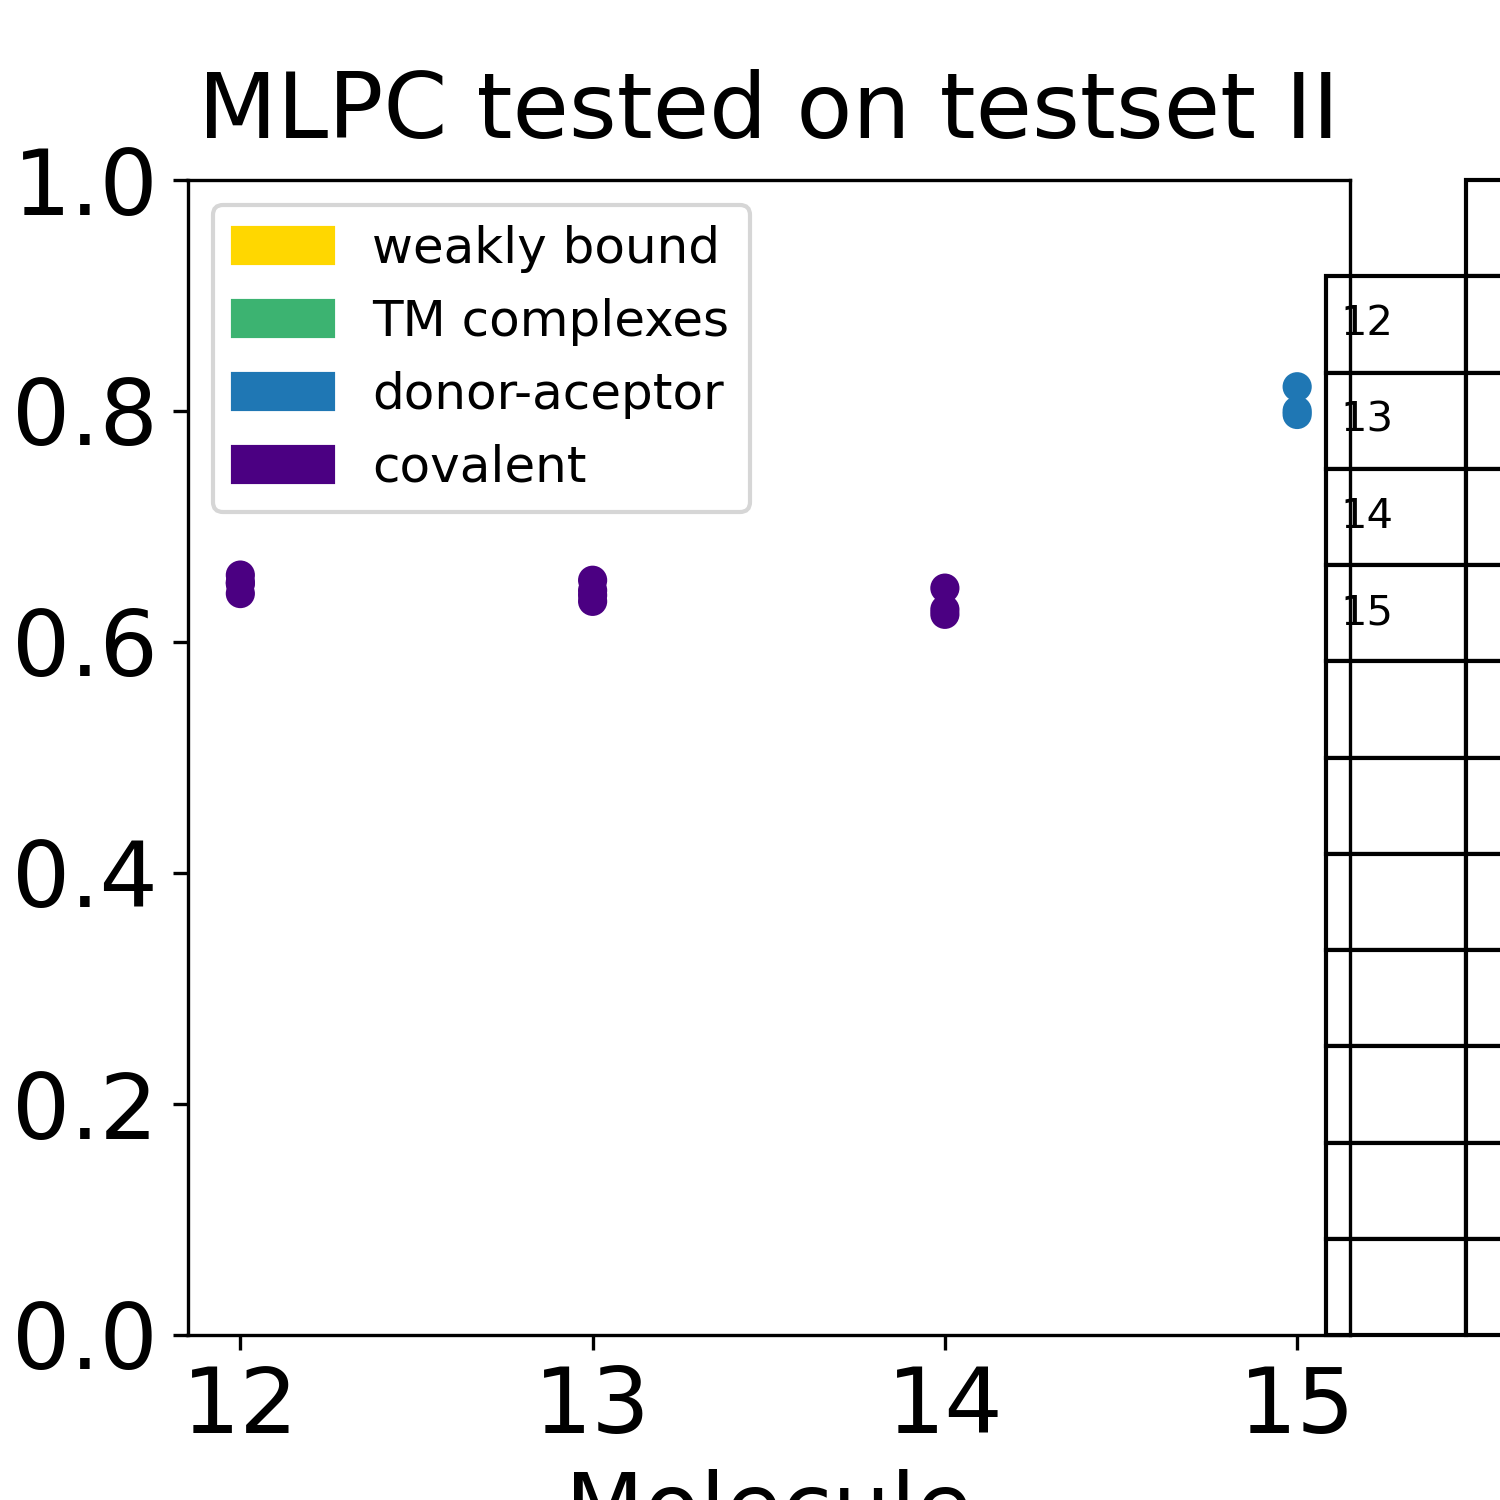 MLPC tested on testset II
1.0
0.8
0.6
0.4
0.2
0.0
weakly bound
TM complexes
donor-aceptor
covalent
12
13
14
15
12 13 14 15
Molecule